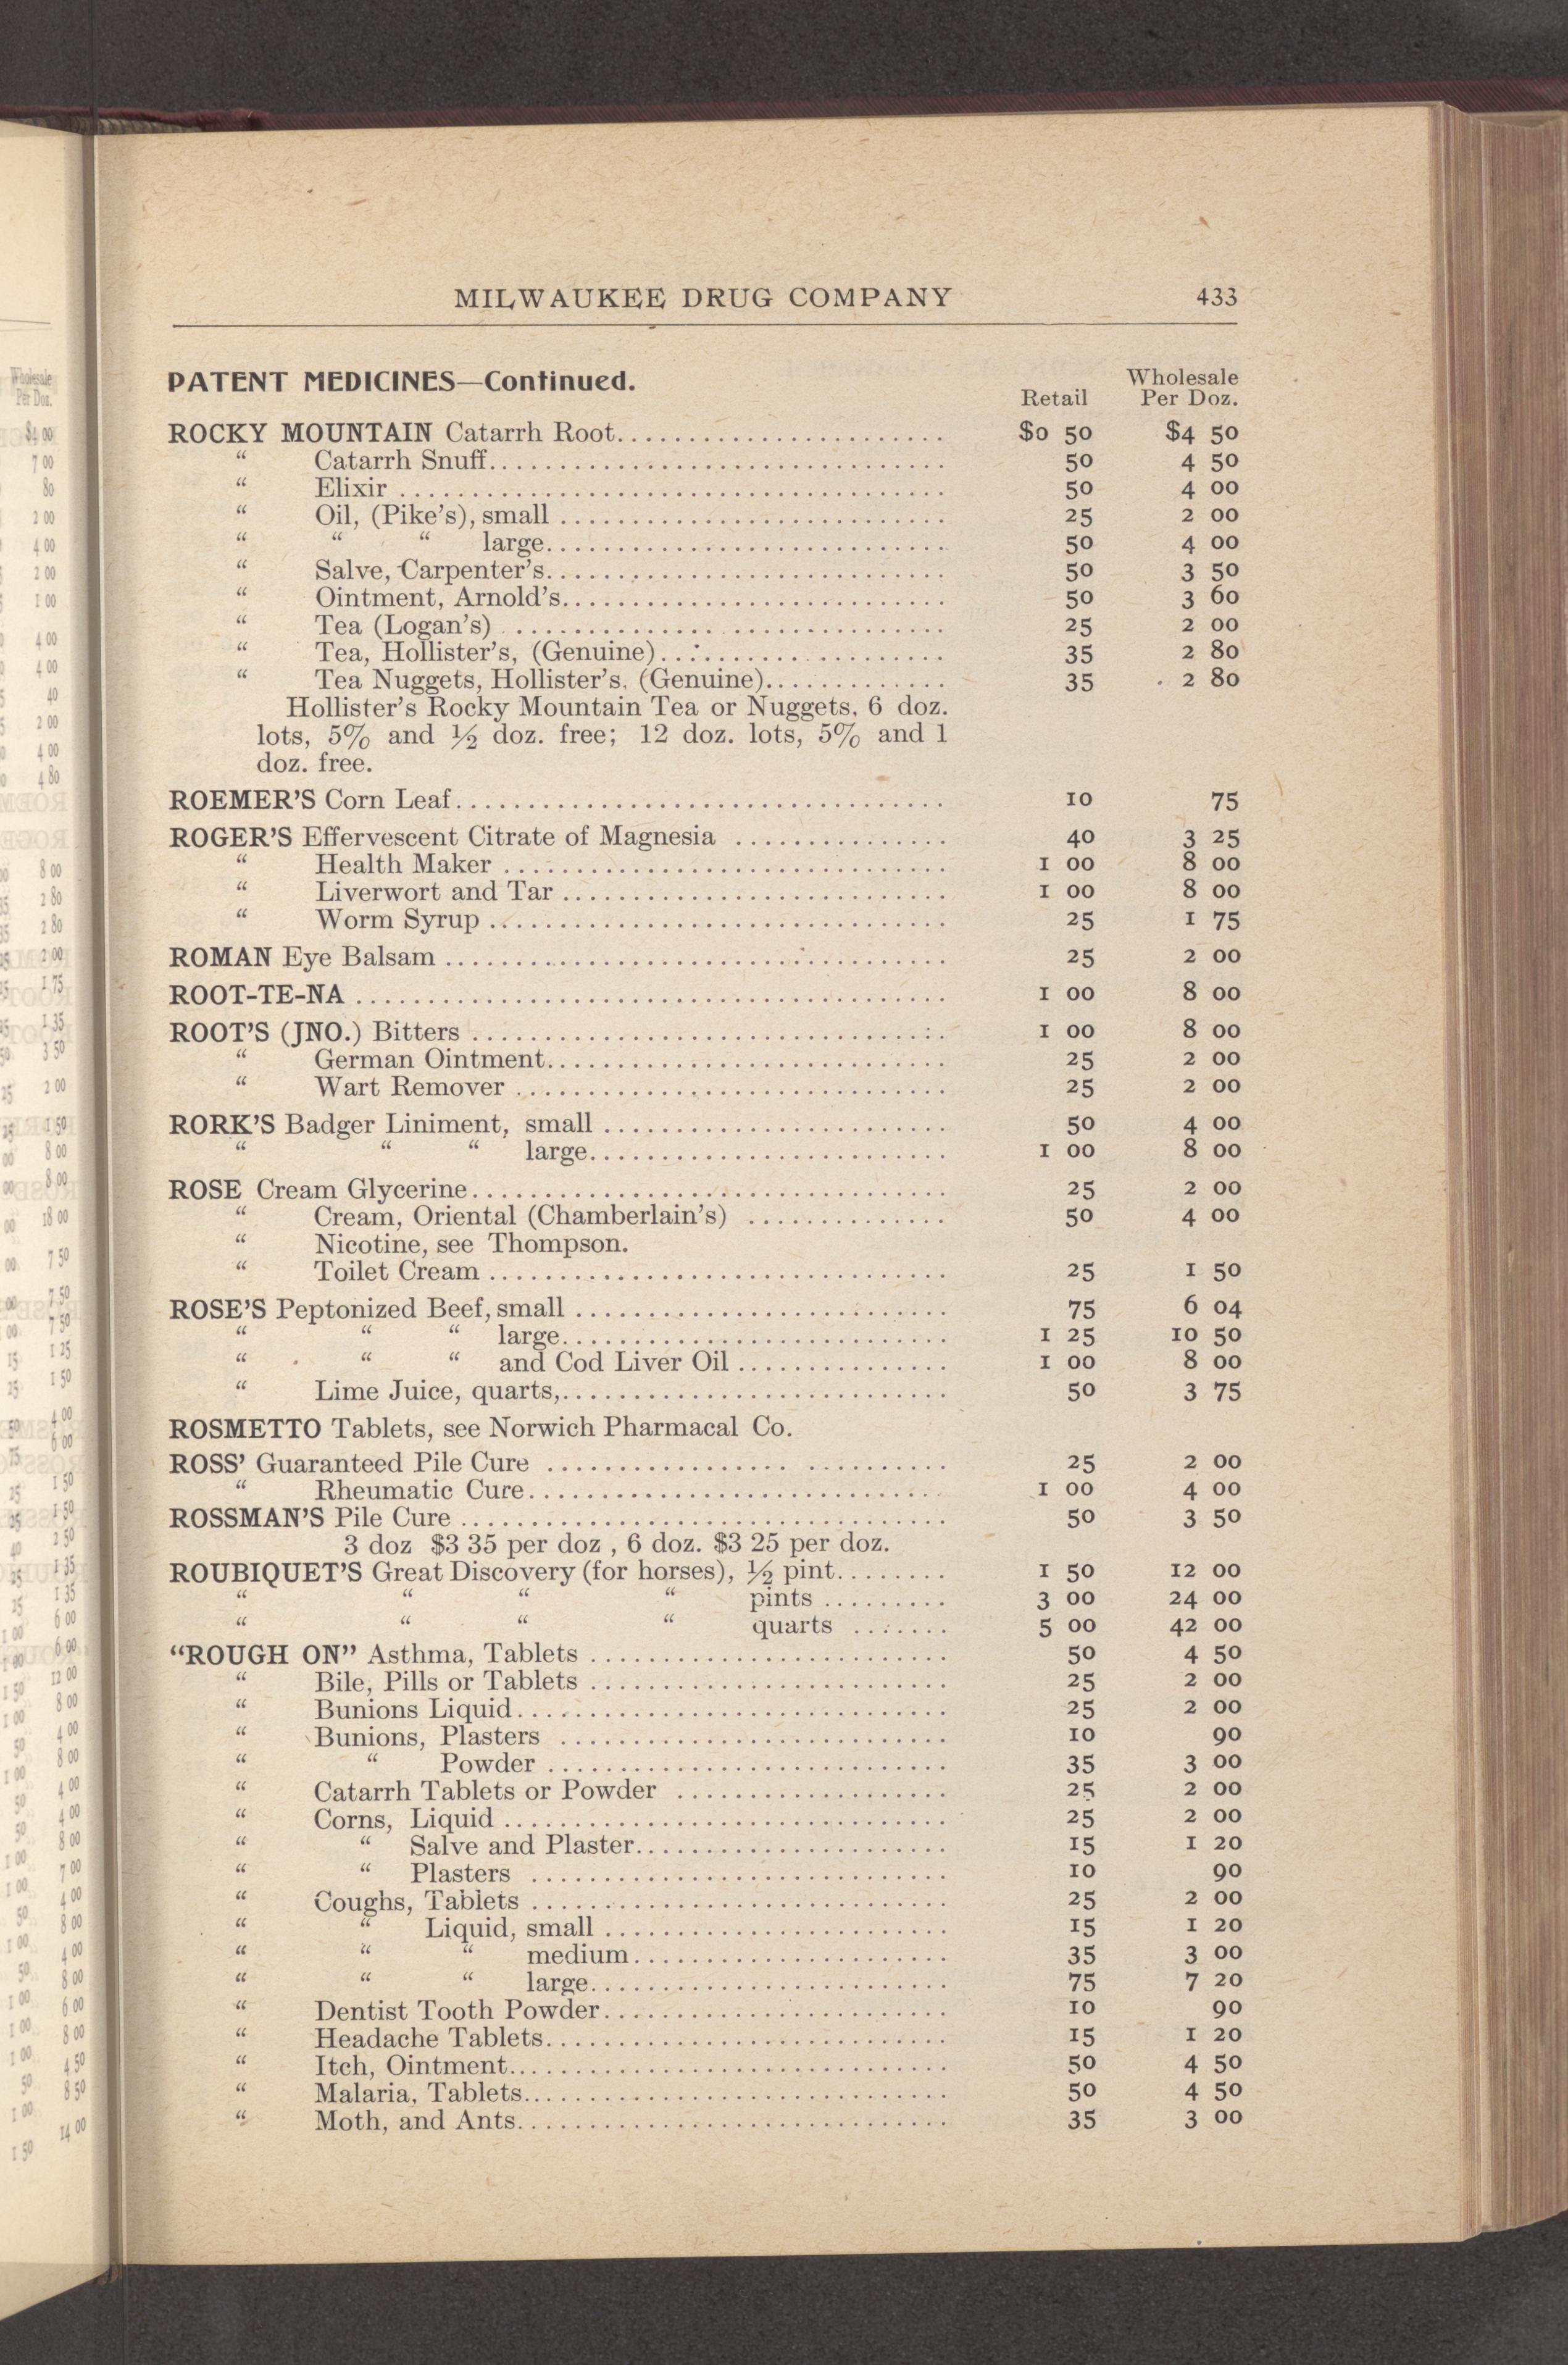 MILWAUKEE DRUG COMPANY 433
PATENT MEDICINES—Continued. Retail Wholesale Per Doz.
ROCKY MOUNTAIN Catarrh Root........................ $0 50 $4 50
“ Catarrh Snuff................................ 50 4 50
“ Elixir ...................................... 50 4 00
“ Oil, (Pike's), small ........................... 25 2 00
“ “ “ large............................ 50 4 00
“ Salve, Carpenter's............................ 50 3 50
“ Ointment, Arnold's........................... 50 3 60
“ Tea (Logan's) .............................. 25 2 00
“ Tea, Hollister's, (Genuine).................... 35 2 80
“ Tea Nuggets, Hollister's, (Genuine)............. 35 2 80
Hollister's Rocky Mountain Tea or Nuggets, 6 doz.
lots, 5% and ½ doz. free; 12 doz. lots, 5% and 1
doz. free.
ROEMER'S Corn Leaf.................................. 10 75
ROGER'S Effervescent Citrate of Magnesia ............... 40 3 25
“ Health Maker ............................... 1 00 8 00
“ Liverwort and Tar ........................... 1 00 8 00
“ Worm Syrup ................................ 25 1 75
ROMAN Eye Balsam ................................... 25 2 00
ROOT-TE-NA ......................................... 1 00 8 00
ROOT'S (JNO.) Bitters ................................. 1 00 8 00
“ German Ointment............................ 25 2 00
“ Wart Remover .............................. 25 2 00
RORK'S Badger Liniment, small ........................ 50 4 00
“ “ “ large......................... 1 00 8 00
ROSE Cream Glycerine................................. 25 2 00
“ Cream, Oriental (Chamberlain's) .............. 50 4 00
“ Nicotine, see Thompson.
“ Toilet Cream ................................ 25 1 50
ROSE'S Peptonized Beef, small .......................... 75 6 04
“ “ “ large........................... 1 25 10 50
“ “ “ and Cod Liver Oil ............... 1 00 8 00
“ Lime Juice, quarts,........................... 50 3 75
ROSMETTO Tablets, see Norwich Pharmacal Co.
ROSS' Guaranteed Pile Cure ........................... 25 2 00
“ Rheumatic Cure............................. 1 00 4 00
ROSSMAN'S Pile Cure .................................. 50 3 50
3 doz $3 35 per doz , 6 doz. $3 25 per doz.
ROUBIQUET'S Great Discovery (for horses), ½ pint........ 1 50 12 00
“ “ “ “ pints ......... 3 00 24 00
“ “ “ “ quarts ....... 5 00 42 00
“ROUGH ON” Asthma, Tablets ......................... 50 4 50
“ Bile, Pills or Tablets ......................... 25 2 00
“ Bunions Liquid.............................. 25 2 00
“ Bunions, Plasters ........................... 10 90
“ “ Powder ............................ 35 3 00
“ Catarrh Tablets or Powder ................... 25 2 00
“ Corns, Liquid ............................... 25 2 00
“ “ Salve and Plaster...................... 15 1 20
“ “ Plasters ............................. 10 90
“ Coughs, Tablets ............................. 25 2 00
“ “ Liquid, small ........................ 15 1 20
“ “ “ medium...................... 35 3 00
“ “ “ large......................... 75 7 20
“ Dentist Tooth Powder........................ 10 90
“ Headache Tablets............................ 15 1 20
“ Itch, Ointment............................... 50 4 50
“ Malaria, Tablets.............................. 50 4 50
“ Moth, and Ants.............................. 35 3 00